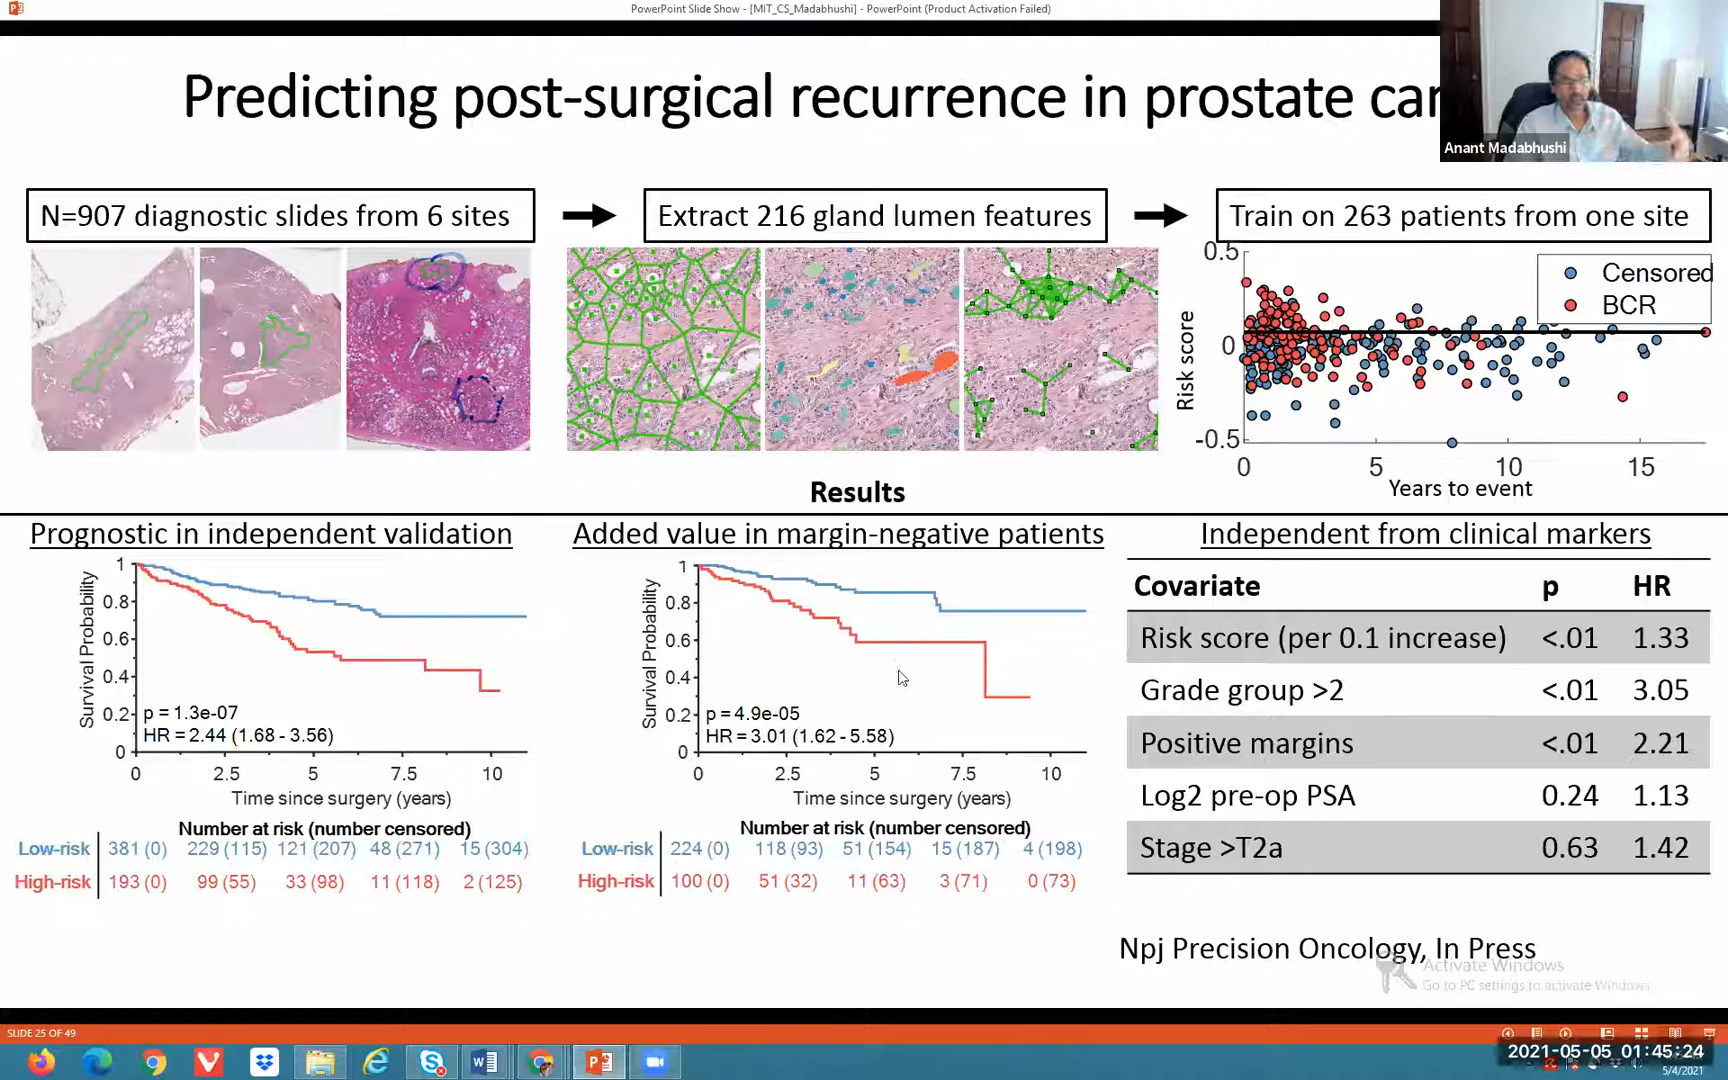 PowerPoint Slide Show - [MIT_CS_Madabhushi] - PowerPoint (Product Activation Failed)
Predicting post-surgical recurrence in prostate can
Anant Madabhushi
N=907 diagnostic slides from 6 sites
Extract 216 gland lumen features
Train on 263 patients from one site
0.5
0
-0.5
Risk score
Censored
BCR
0 5 10 15
Years to event
Results
Prognostic in independent validation
1
0.8
0.6
0.4
0.2
0
Survival Probability
p = 1.3e-07
HR = 2.44 (1.68 - 3.56)
0 2.5 5 7.5 10
Time since surgery (years)
Number at risk (number censored)
Low-risk 381 (0) 229 (115) 121 (207) 48 (271) 15 (304)
High-risk 193 (0) 99 (55) 33 (98) 11 (118) 2 (125)
Added value in margin-negative patients
1
0.8
0.6
0.4
0.2
0
Survival Probability
p = 4.9e-05
HR = 3.01 (1.62 - 5.58)
0 2.5 5 7.5 10
Time since surgery (years)
Number at risk (number censored)
Low-risk 224 (0) 118 (93) 51 (154) 15 (187) 4 (198)
High-risk 100 (0) 51 (32) 11 (63) 3 (71) 0 (73)
Independent from clinical markers
Covariate p HR
Risk score (per 0.1 increase) <.01 1.33
Grade group >2 <.01 3.05
Positive margins <.01 2.21
Log2 pre-op PSA 0.24 1.13
Stage >T2a 0.63 1.42
Npj Precision Oncology, In Press
Activate Windows
Go to PC settings to activate Windows.
SLIDE 25 OF 49
2021-05-05 01:45:24
5/4/2021